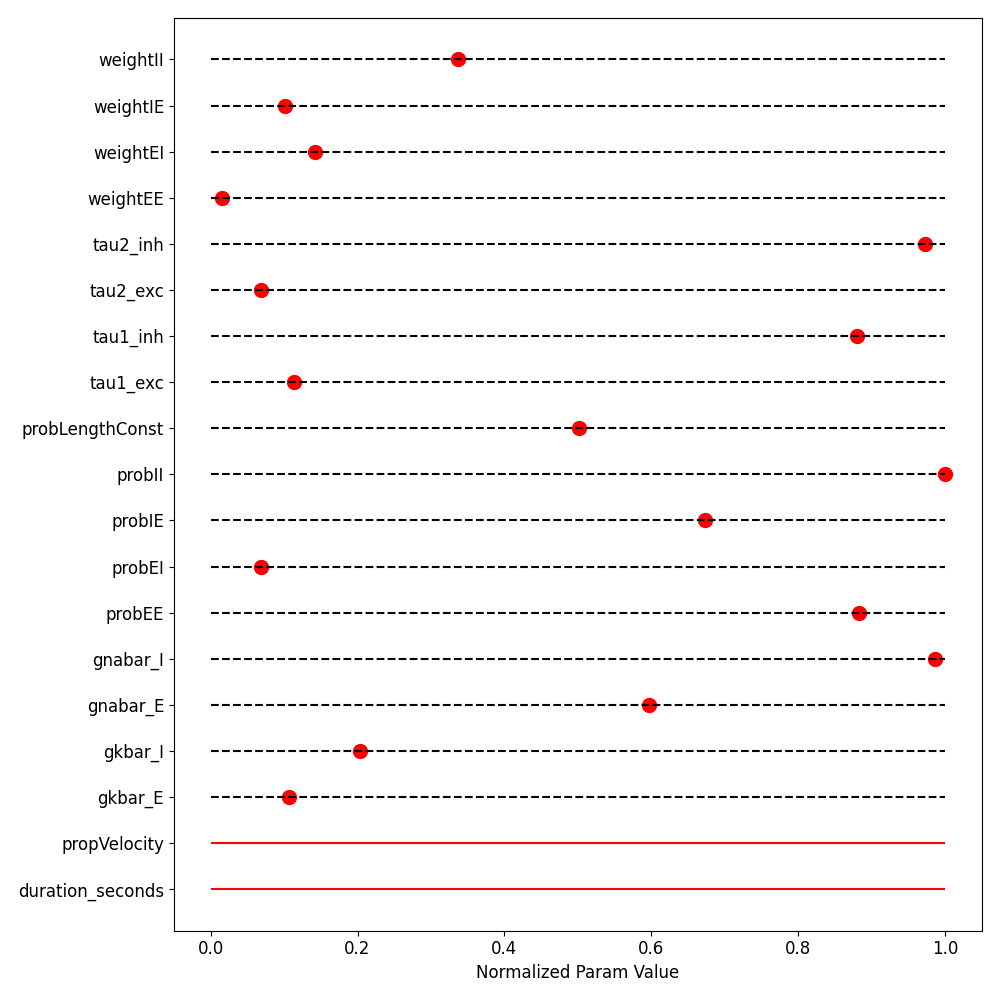 weightII
weightIE
weightEI
weightEE
tau2_inh
tau2_exc
tau1_inh
tau1_exc
probLengthConst
probII
probIE
probEI
probEE
gnabar_I
gnabar_E
gkbar_I
gkbar_E
propVelocity
duration_seconds
0.0 0.2 0.4 0.6 0.8 1.0
Normalized Param Value